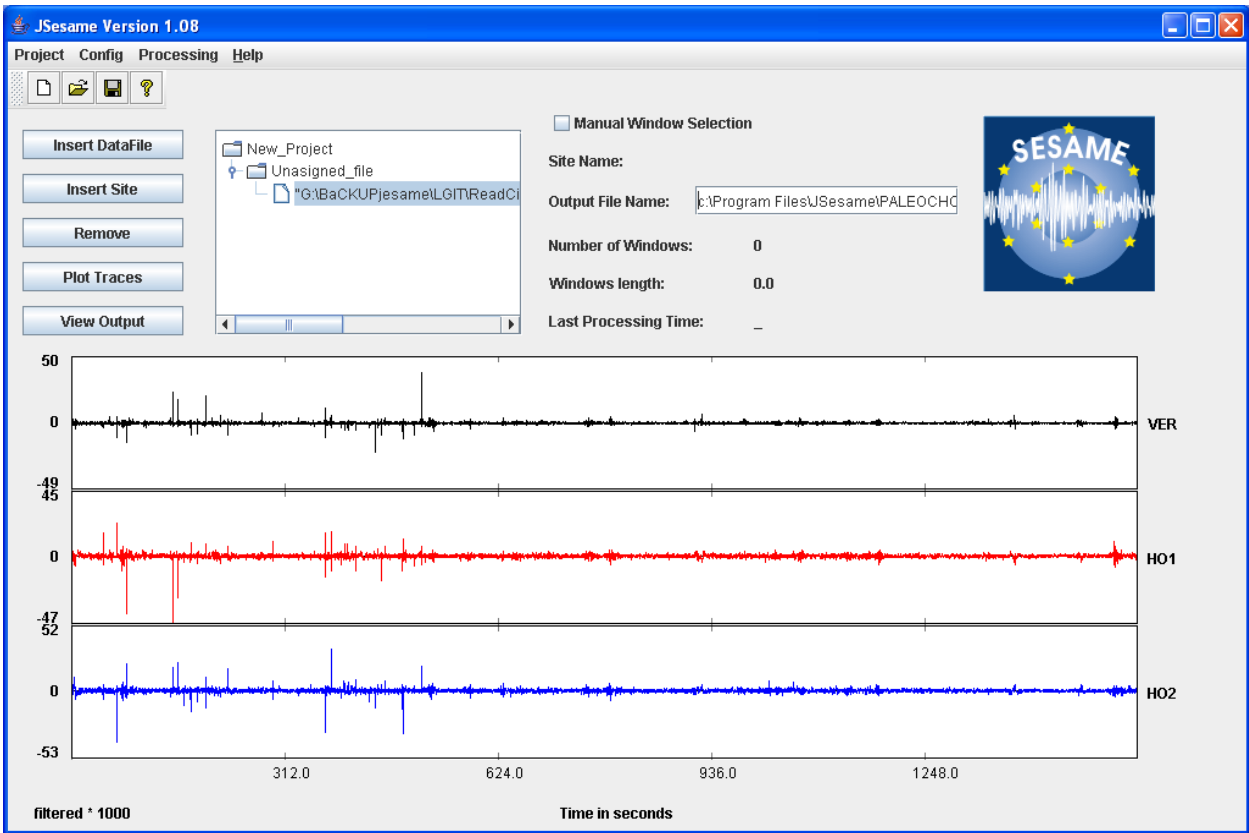 JSesame Version 1.08
Project Config Processing Help
Insert DataFile
Insert Site
Remove
Plot Traces
View Output
New_Project
Unasigned_file
"G:\BaCKUPjesame\LGIT\ReadCi
Manual Window Selection
Site Name:
Output File Name: c:\Program Files\JSesame\PALEOCHO
Number of Windows: 0
Windows length: 0.0
Last Processing Time: _
SESAME
50
0
-49
VER
45
0
-47
HO1
52
0
-53
HO2
312.0 624.0 936.0 1248.0
filtered * 1000 Time in seconds